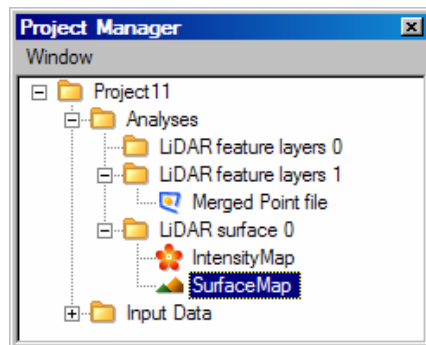 Project Manager
Window
Project11
Analyses
LiDAR feature layers 0
LiDAR feature layers 1
Merged Point file
LiDAR surface 0
IntensityMap
SurfaceMap
Input Data